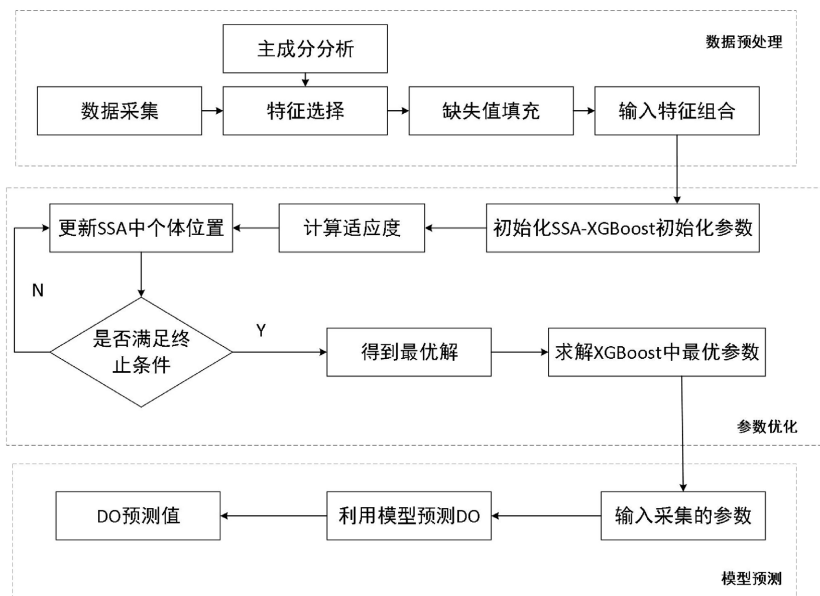 数据预处理
主成分分析
数据采集
特征选择
缺失值填充
输入特征组合
更新SSA中个体位置
计算适应度
初始化SSA-XGBoost初始化参数
N
是否满足终
止条件
Y
得到最优解
求解XGBoost中最优参数
参数优化
DO预测值
利用模型预测DO
输入采集的参数
模型预测